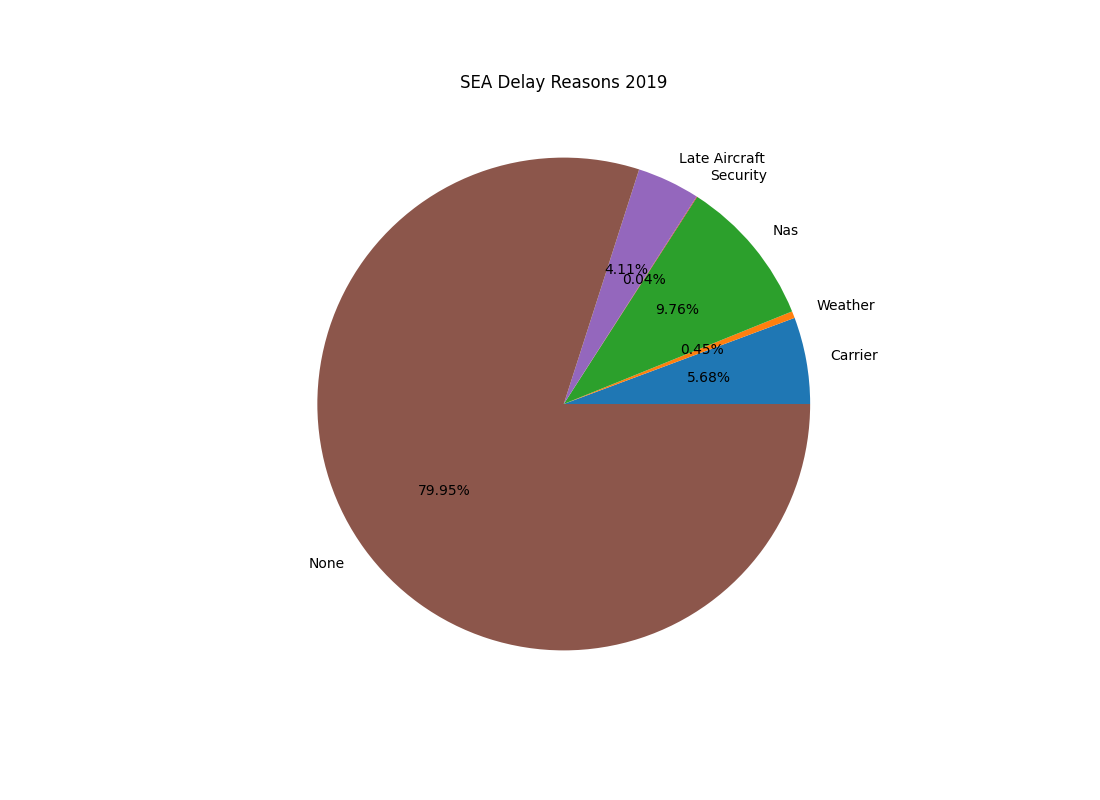 SEA Delay Reasons 2019
Late Aircraft
Security
Nas
4.11%
0.04%
Weather
9.76%
0.45%
Carrier
5.68%
79.95%
None